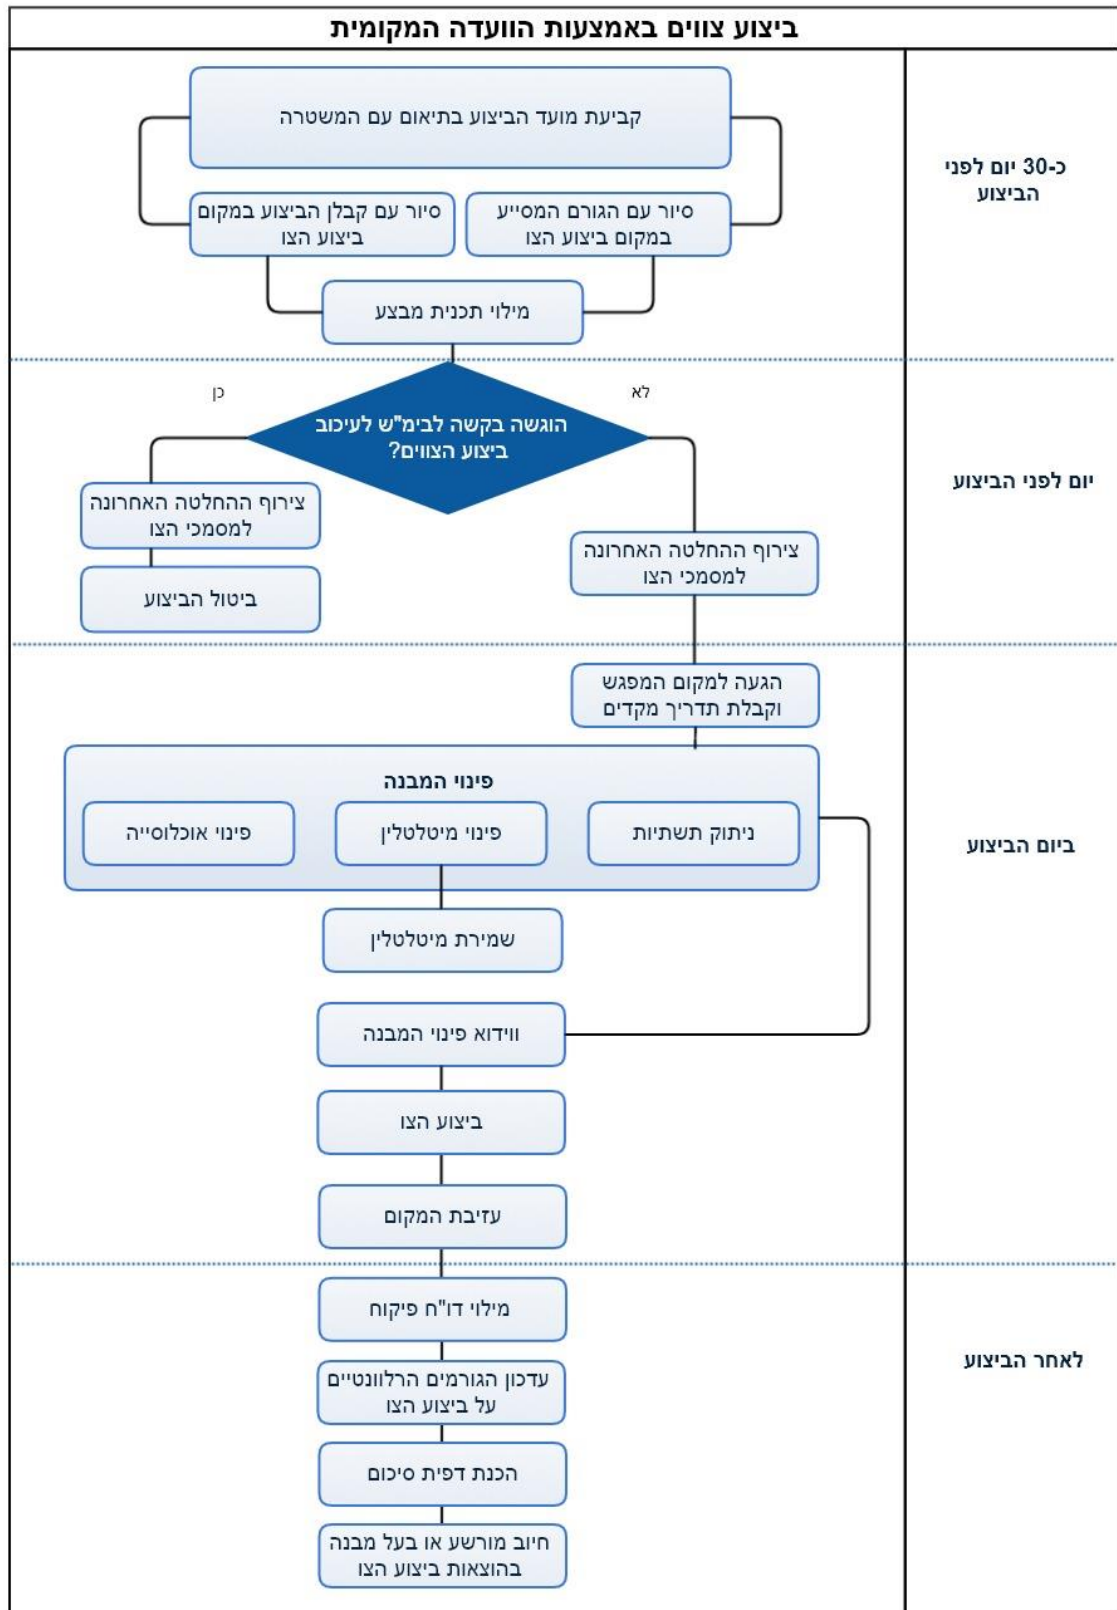 ביצוע צווים באמצעות הוועדה המקומית
כ-30 יום לפני
הביצוע
קביעת מועד הביצוע בתיאום עם המשטרה
סיור עם הגורם המסייע
במקום ביצוע הצו
סיור עם קבלן הביצוע במקום
ביצוע הצו
מילוי תכנית מבצע
יום לפני הביצוע
הוגשה בקשה לבימ"ש לעיכוב
ביצוע הצווים?
לא
כן
צירוף ההחלטה האחרונה
למסמכי הצו
צירוף ההחלטה האחרונה
למסמכי הצו
ביטול הביצוע
ביום הביצוע
הגעה למקום המפגש
וקבלת תדריך מקדים
פינוי המבנה
ניתוק תשתיות
פינוי מיטלטלין
פינוי אוכלוסייה
שמירת מיטלטלין
ווידוא פינוי המבנה
ביצוע הצו
עזיבת המקום
לאחר הביצוע
מילוי דו"ח פיקוח
עדכון הגורמים הרלוונטיים
על ביצוע הצו
הכנת דפית סיכום
חיוב מורשע או בעל מבנה
בהוצאות ביצוע הצו